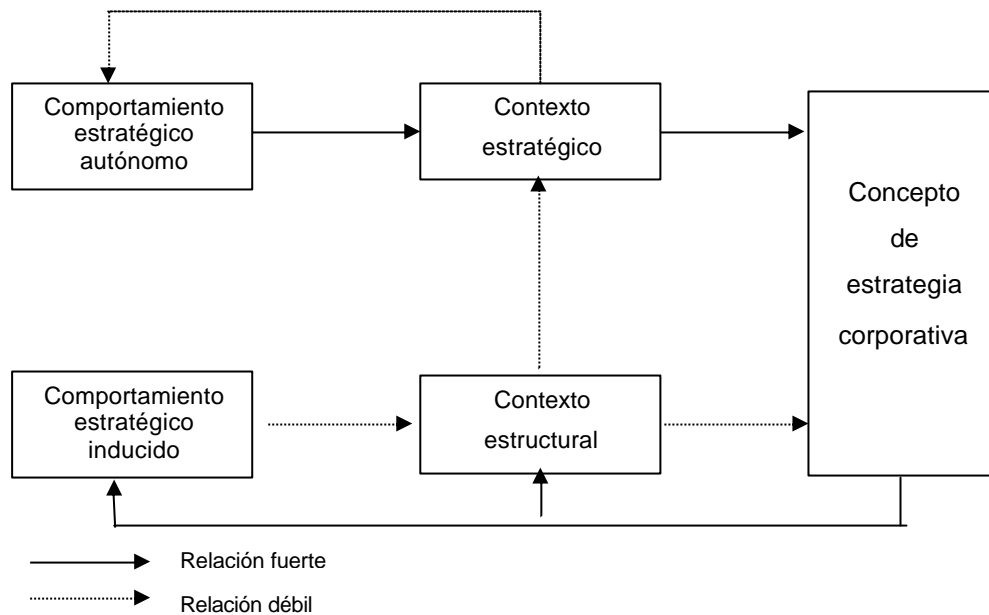 Comportamiento
estratégico
autónomo
Contexto
estratégico
Concepto
de
estrategia
corporativa
Comportamiento
estratégico
inducido
Contexto
estructural
Relación fuerte
Relación débil